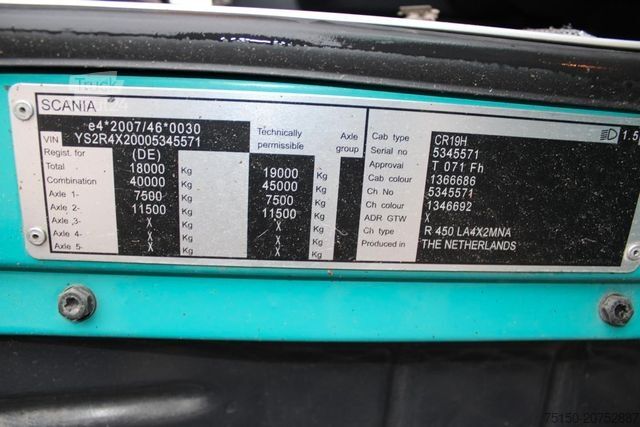 Truck
SCANIA
e4*2007/46*0030
VIN YS2R4X20005345571
Technically permissible
Axle group
Regist. for (DE)
Total 18000 Kg 19000 Kg
Combination 40000 Kg 45000 Kg
Axle 1- 7500 Kg 7500 Kg
Axle 2- 11500 Kg 11500 Kg
Axle 3- X Kg X Kg
Axle 4- X Kg X Kg
Axle 5- X Kg X Kg
Cab type CR19H
Serial no 5345571
Approval T 071 Fh
Cab colour 1366686
Ch No 5345571
Ch colour 1346692
ADR GTW X
Ch type R 450 LA4X2MNA
Produced in THE NETHERLANDS
1.5
75150-20752887